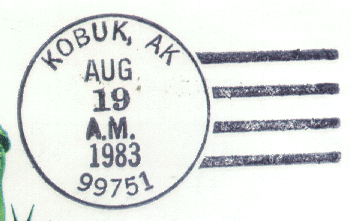 KOBUK, AK
AUG
19
A.M.
1983
99751